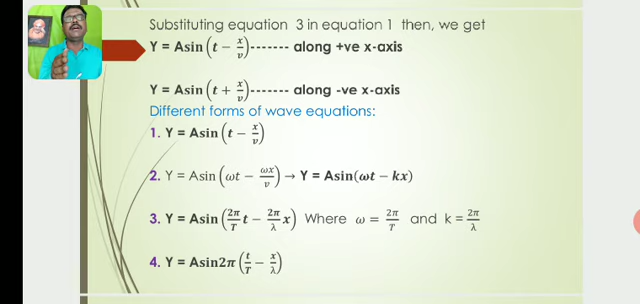 Substituting equation 3 in equation 1 then, we get
Y = Asin(t − x/v)------- along +ve x-axis
Y = Asin(t + x/v)------- along -ve x-axis
Different forms of wave equations:
1. Y = Asin(t − x/v)
2. Y = Asin(ωt − ωx/v) → Y = Asin(ωt − kx)
3. Y = Asin(2π/T t − 2π/λ x) Where ω = 2π/T and k = 2π/λ
4. Y = Asin2π(t/T − x/λ)